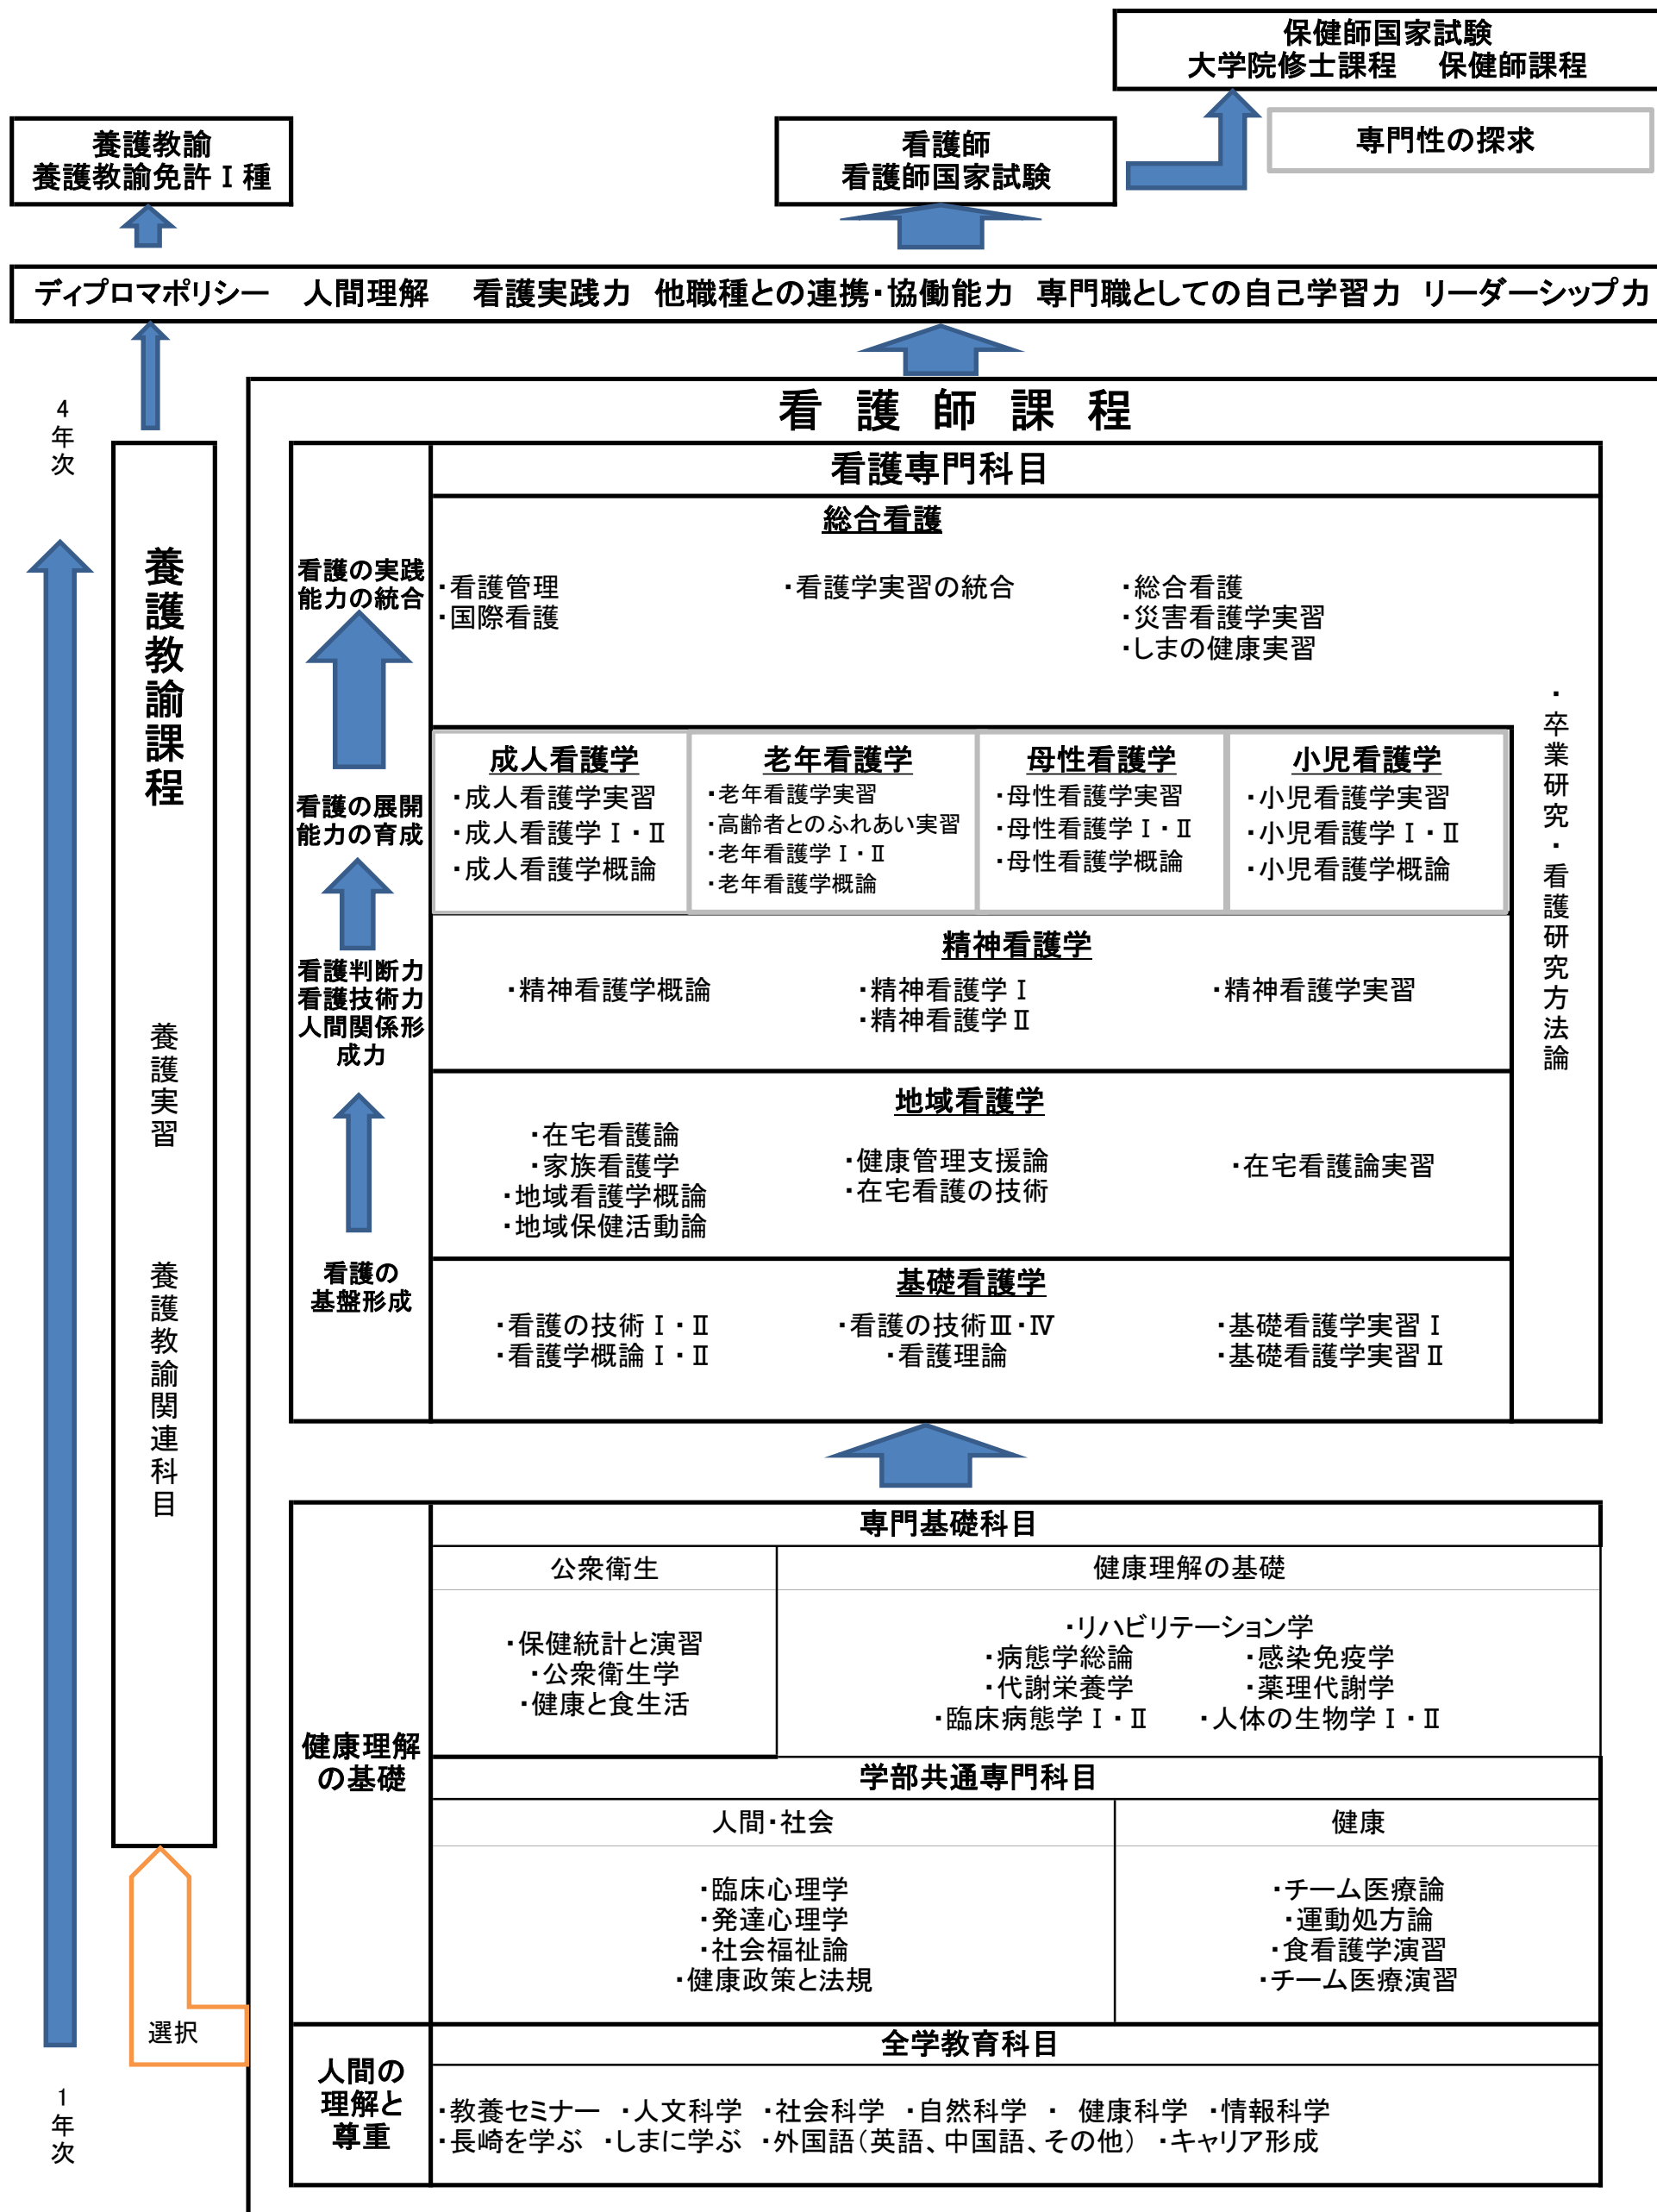 保健師国家試験
大学院修士課程　保健師課程
専門性の探求
養護教諭
養護教諭免許Ⅰ種
看護師
看護師国家試験
ディプロマポリシー　人間理解　看護実践力　他職種との連携・協働能力　専門職としての自己学習力　リーダーシップ力
4年次
1年次
養護教諭課程
養護実習
養護教諭関連科目
選択
看護師課程
看護専門科目
看護の実践
能力の統合
看護の展開
能力の育成
看護判断力
看護技術力
人間関係形
成力
看護の
基盤形成
総合看護
・看護管理
・国際看護
・看護学実習の統合
・総合看護
・災害看護学実習
・しまの健康実習
成人看護学
・成人看護学実習
・成人看護学Ⅰ・Ⅱ
・成人看護学概論
老年看護学
・老年看護学実習
・高齢者とのふれあい実習
・老年看護学Ⅰ・Ⅱ
・老年看護学概論
母性看護学
・母性看護学実習
・母性看護学Ⅰ・Ⅱ
・母性看護学概論
小児看護学
・小児看護学実習
・小児看護学Ⅰ・Ⅱ
・小児看護学概論
精神看護学
・精神看護学概論
・精神看護学Ⅰ
・精神看護学Ⅱ
・精神看護学実習
地域看護学
・在宅看護論
・家族看護学
・地域看護学概論
・地域保健活動論
・健康管理支援論
・在宅看護の技術
・在宅看護論実習
基礎看護学
・看護の技術Ⅰ・Ⅱ
・看護学概論Ⅰ・Ⅱ
・看護の技術Ⅲ・Ⅳ
・看護理論
・基礎看護学実習Ⅰ
・基礎看護学実習Ⅱ
・卒業研究・看護研究方法論
健康理解
の基礎
専門基礎科目
公衆衛生
・保健統計と演習
・公衆衛生学
・健康と食生活
健康理解の基礎
・リハビリテーション学
・病態学総論　・感染免疫学
・代謝栄養学　・薬理代謝学
・臨床病態学Ⅰ・Ⅱ　・人体の生物学Ⅰ・Ⅱ
学部共通専門科目
人間・社会
・臨床心理学
・発達心理学
・社会福祉論
・健康政策と法規
健康
・チーム医療論
・運動処方論
・食看護学演習
・チーム医療演習
人間の
理解と
尊重
全学教育科目
・教養セミナー　・人文科学　・社会科学　・自然科学　・　健康科学　・情報科学
・長崎を学ぶ　・しまに学ぶ　・外国語（英語、中国語、その他）　・キャリア形成